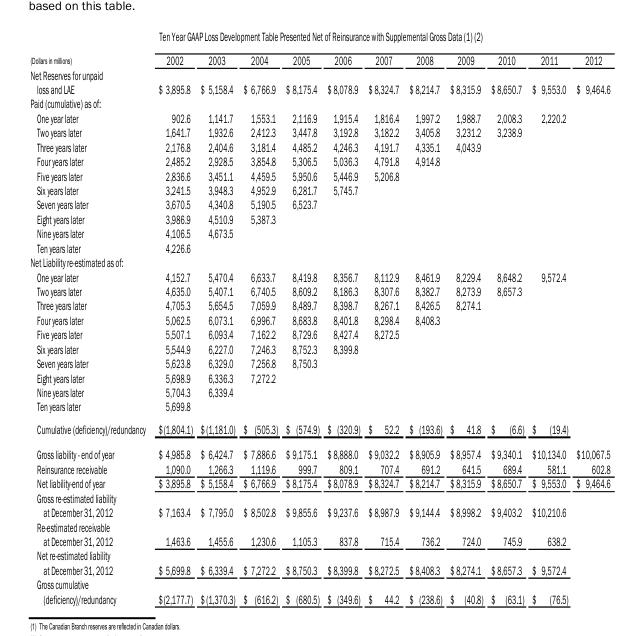 based on this table.
Ten Year GAAP Loss Development Table Presented Net of Reinsurance with Supplemental Gross Data (1) (2)
(Dollars in millions) 2002 2003 2004 2005 2006 2007 2008 2009 2010 2011 2012
Net Reserves for unpaid
loss and LAE $ 3,895.8 $ 5,158.4 $ 6,766.9 $ 8,175.4 $ 8,078.9 $ 8,324.7 $ 8,214.7 $ 8,315.9 $ 8,650.7 $ 9,553.0 $ 9,464.6
Paid (cumulative) as of:
One year later 902.6 1,141.7 1,553.1 2,116.9 1,915.4 1,816.4 1,997.2 1,988.7 2,008.3 2,220.2
Two years later 1,641.7 1,932.6 2,412.3 3,447.8 3,192.8 3,182.2 3,405.8 3,231.2 3,238.9
Three years later 2,176.8 2,404.6 3,181.4 4,485.2 4,246.3 4,191.7 4,335.1 4,043.9
Four years later 2,485.2 2,928.5 3,854.8 5,306.5 5,036.3 4,791.8 4,914.8
Five years later 2,836.6 3,451.1 4,459.5 5,950.6 5,446.9 5,206.8
Six years later 3,241.5 3,948.3 4,952.9 6,281.7 5,745.7
Seven years later 3,670.5 4,340.8 5,190.5 6,523.7
Eight years later 3,986.9 4,510.9 5,387.3
Nine years later 4,106.5 4,673.5
Ten years later 4,226.6
Net Liability re-estimated as of:
One year later 4,152.7 5,470.4 6,633.7 8,419.8 8,356.7 8,112.9 8,461.9 8,229.4 8,648.2 9,572.4
Two years later 4,635.0 5,407.1 6,740.5 8,609.2 8,186.3 8,307.6 8,382.7 8,273.9 8,657.3
Three years later 4,705.3 5,654.5 7,059.9 8,489.7 8,398.7 8,267.1 8,426.5 8,274.1
Four years later 5,062.5 6,073.1 6,996.7 8,683.8 8,401.8 8,298.4 8,408.3
Five years later 5,507.1 6,093.4 7,162.2 8,729.6 8,427.4 8,272.5
Six years later 5,544.9 6,227.0 7,246.3 8,752.3 8,399.8
Seven years later 5,623.8 6,329.0 7,256.8 8,750.3
Eight years later 5,698.9 6,336.3 7,272.2
Nine years later 5,704.3 6,339.4
Ten years later 5,699.8
Cumulative (deficiency)/redundancy $(1,804.1) $(1,181.0) $ (505.3) $ (574.9) $ (320.9) $ 52.2 $ (193.6) $ 41.8 $ (6.6) $ (19.4)
Gross liability - end of year $ 4,985.8 $ 6,424.7 $ 7,886.6 $ 9,175.1 $ 8,888.0 $ 9,032.2 $ 8,905.9 $ 8,957.4 $ 9,340.1 $10,134.0 $10,067.5
Reinsurance receivable 1,090.0 1,266.3 1,119.6 999.7 809.1 707.4 691.2 641.5 689.4 581.1 602.8
Net liability-end of year $ 3,895.8 $ 5,158.4 $ 6,766.9 $ 8,175.4 $ 8,078.9 $ 8,324.7 $ 8,214.7 $ 8,315.9 $ 8,650.7 $ 9,553.0 $ 9,464.6
Gross re-estimated liability
at December 31, 2012 $ 7,163.4 $ 7,795.0 $ 8,502.8 $ 9,855.6 $ 9,237.6 $ 8,987.9 $ 9,144.4 $ 8,998.2 $ 9,403.2 $10,210.6
Re-estimated receivable
at December 31, 2012 1,463.6 1,455.6 1,230.6 1,105.3 837.8 715.4 736.2 724.0 745.9 638.2
Net re-estimated liability
at December 31, 2012 $ 5,699.8 $ 6,339.4 $ 7,272.2 $ 8,750.3 $ 8,399.8 $ 8,272.5 $ 8,408.3 $ 8,274.1 $ 8,657.3 $ 9,572.4
Gross cumulative
(deficiency)/redundancy $(2,177.7) $(1,370.3) $ (616.2) $ (680.5) $ (349.6) $ 44.2 $ (238.6) $ (40.8) $ (63.1) $ (76.5)
(1) The Canadian Branch reserves are reflected in Canadian dollars.